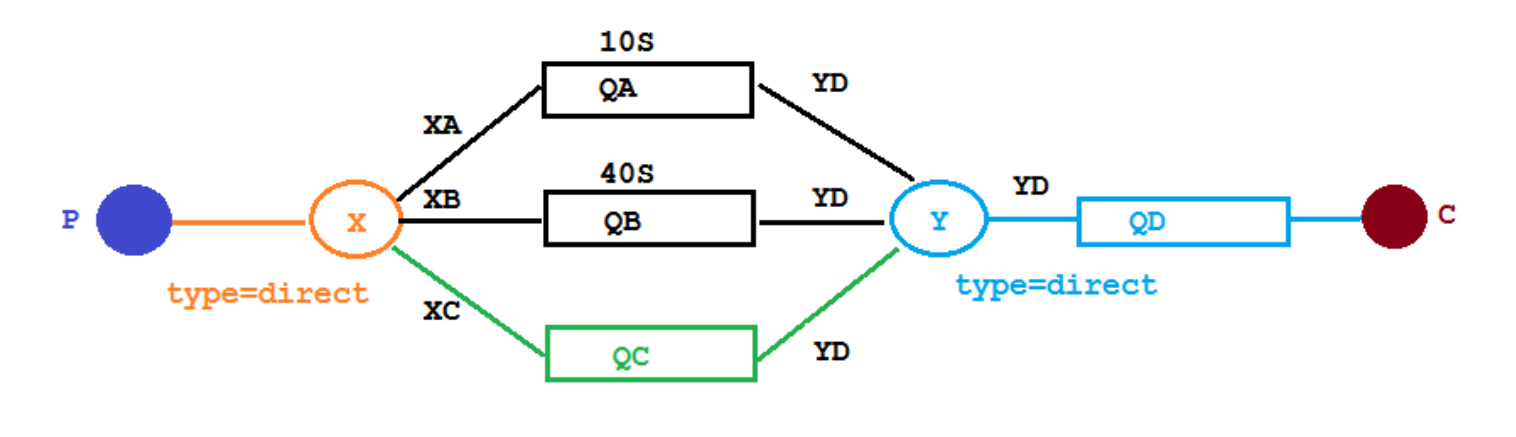 10S
QA
YD
XA
40S
XB
QB
YD
YD
P
X
Y
QD
C
type=direct
type=direct
XC
QC
YD